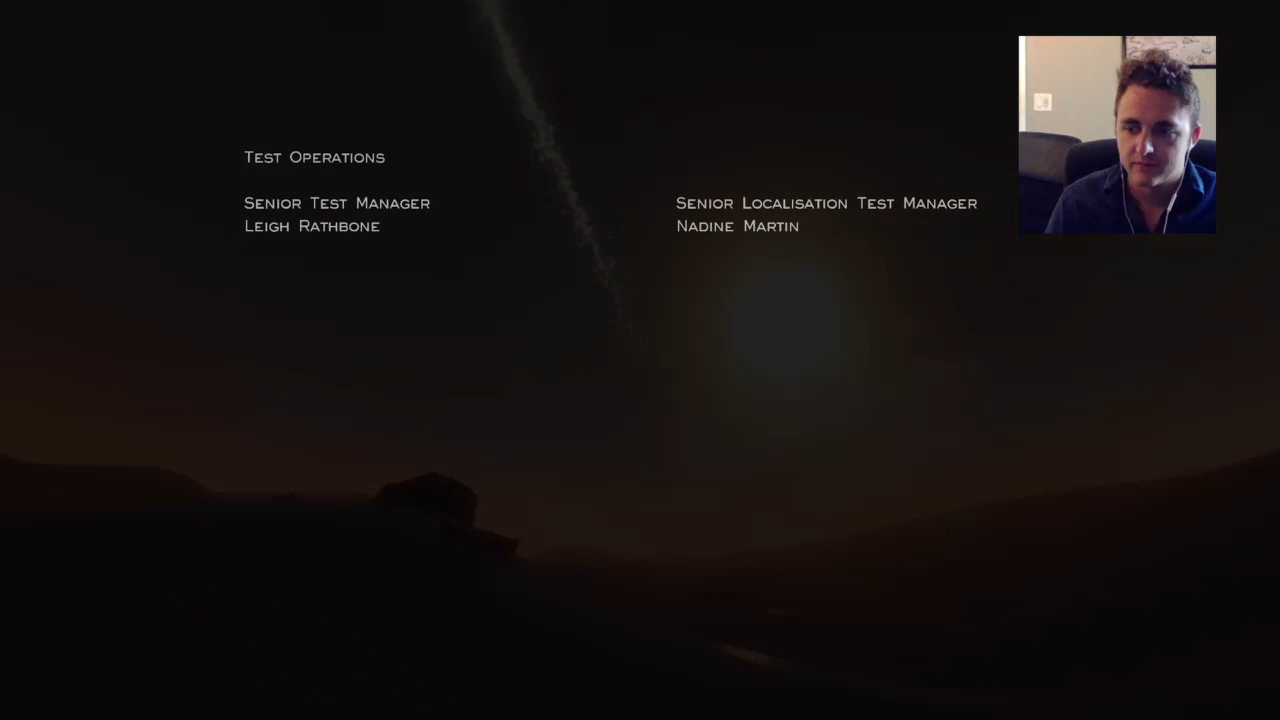 Test Operations
Senior Test Manager
Leigh Rathbone
Senior Localisation Test Manager
Nadine Martin